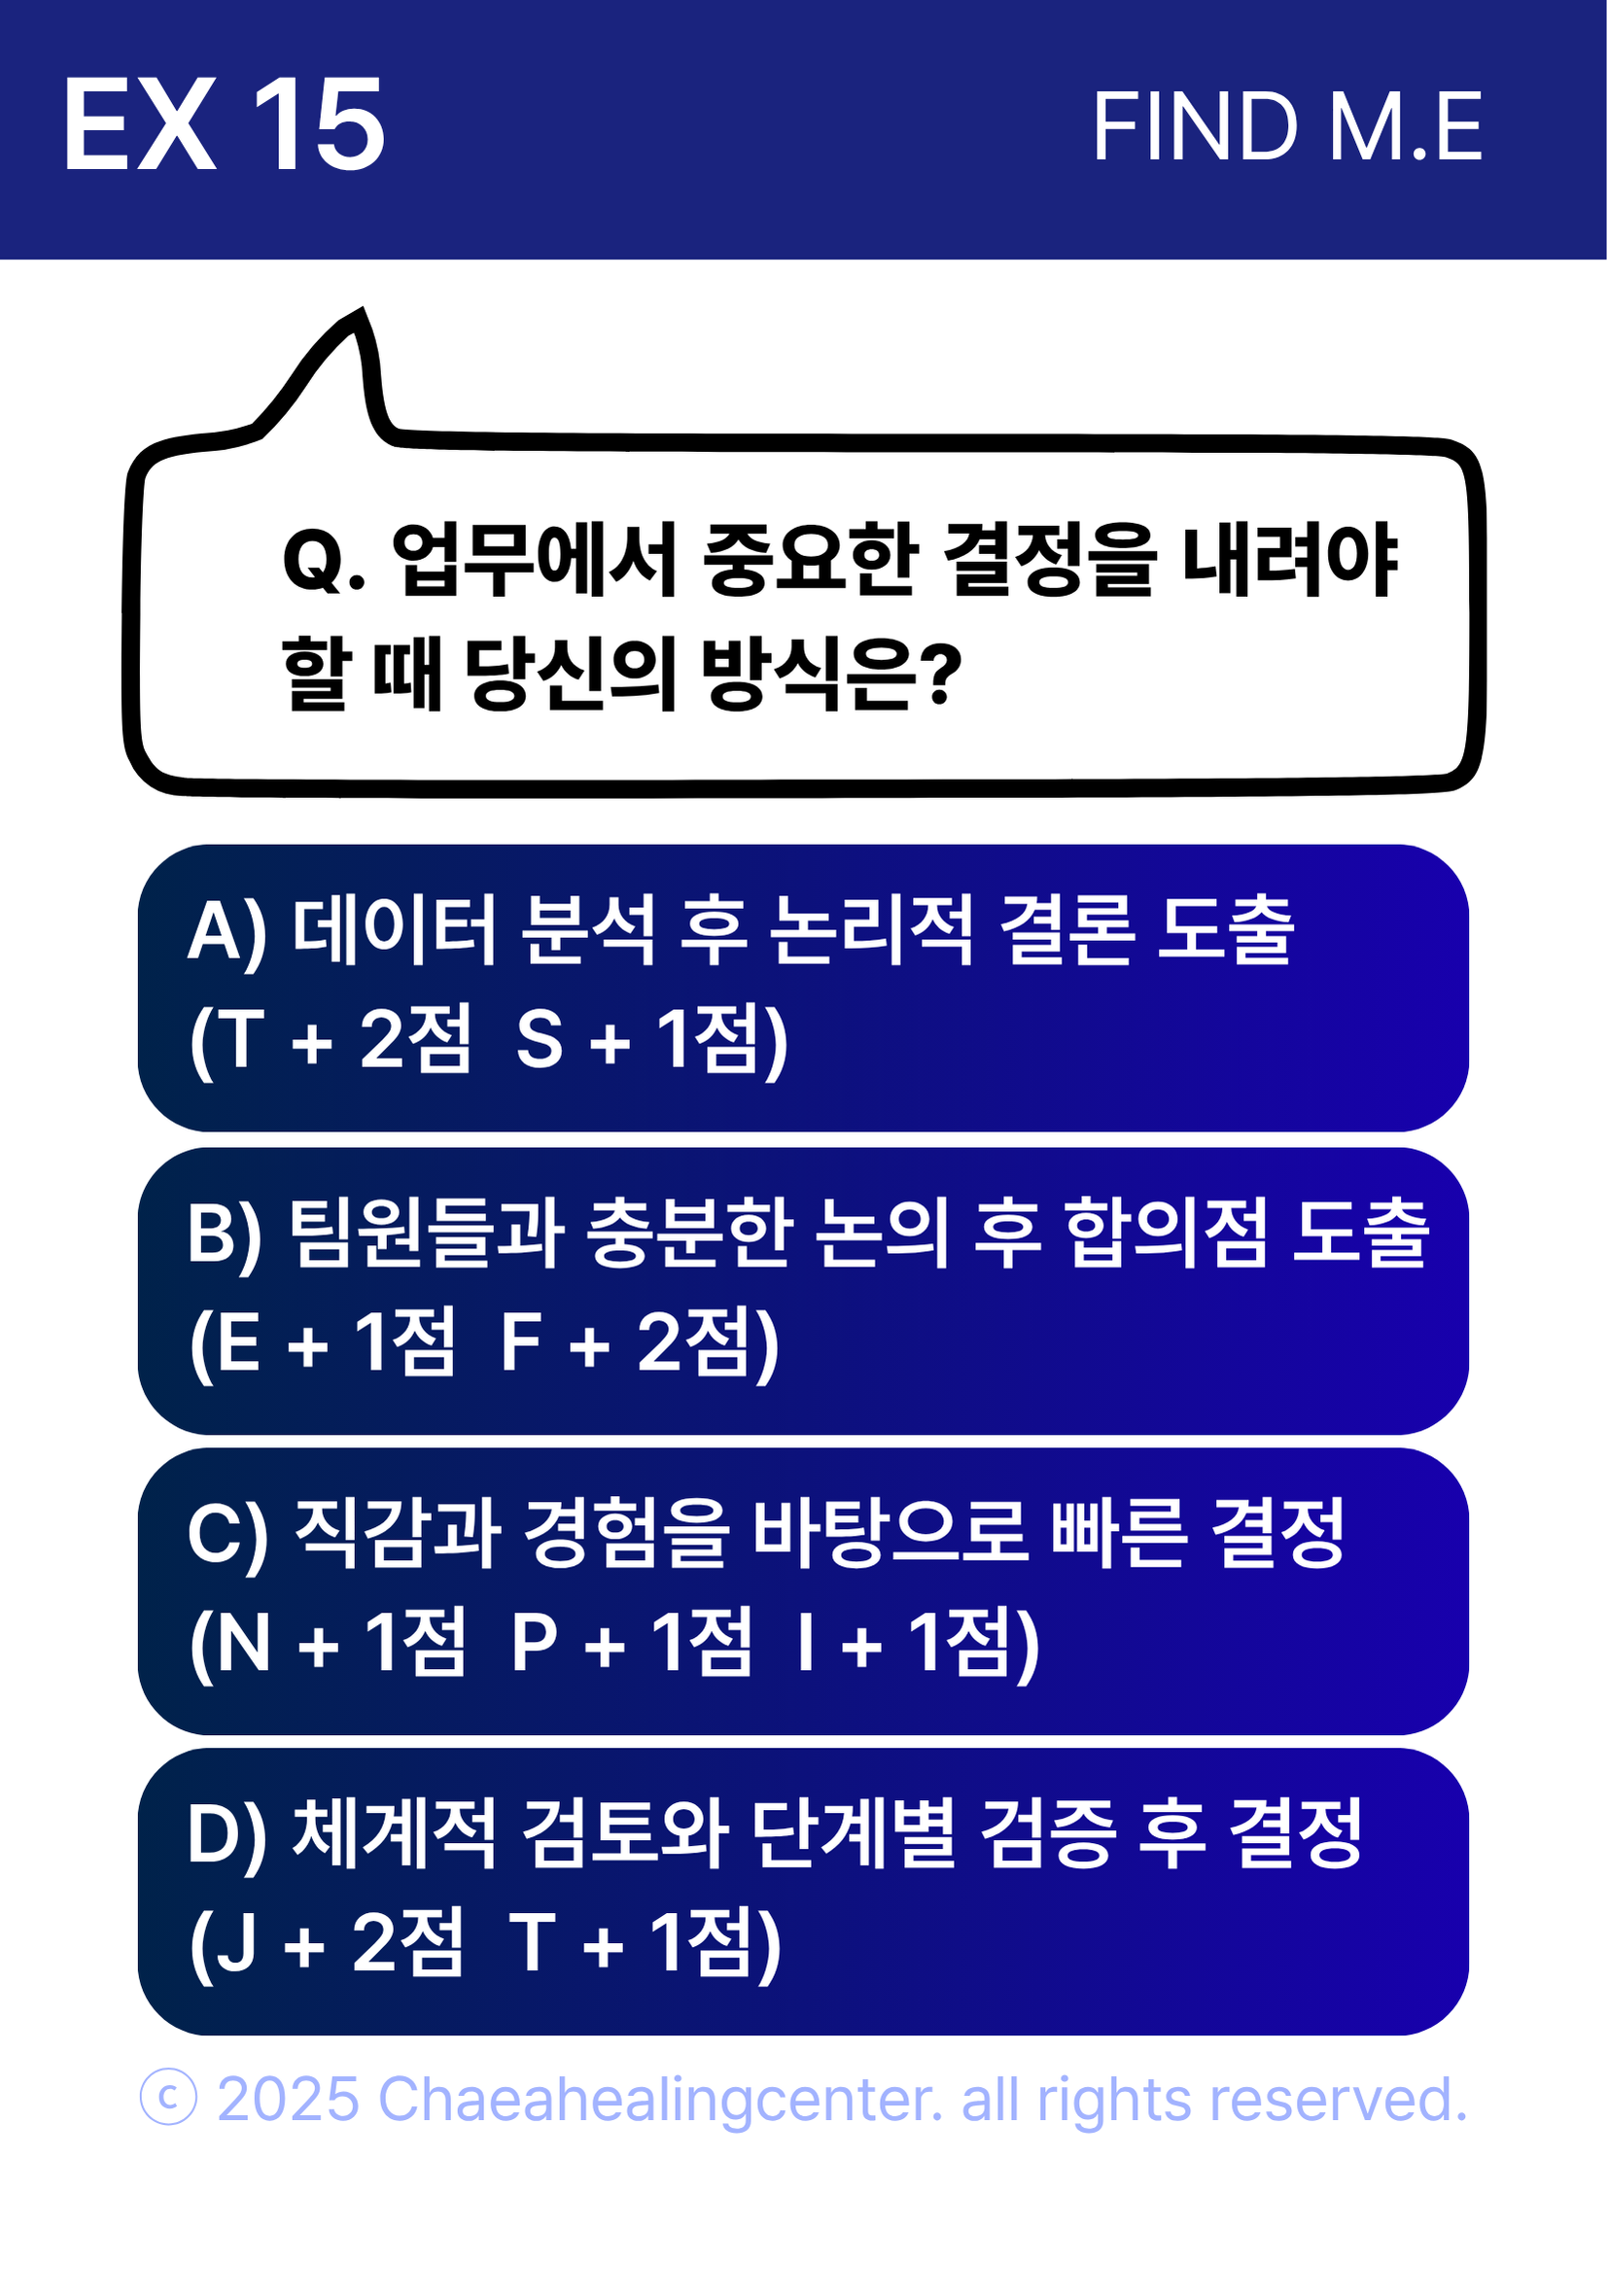 EX 15
FIND M.E
Q. 업무에서 중요한 결정을 내려야
할 때 당신의 방식은?
A) 데이터 분석 후 논리적 결론 도출
(T + 2점 S + 1점)
B) 팀원들과 충분한 논의 후 합의점 도출
(E + 1점 F + 2점)
C) 직감과 경험을 바탕으로 빠른 결정
(N + 1점 P + 1점 I + 1점)
D) 체계적 검토와 단계별 검증 후 결정
(J + 2점 T + 1점)
© 2025 Chaeahealingcenter. all rights reserved.